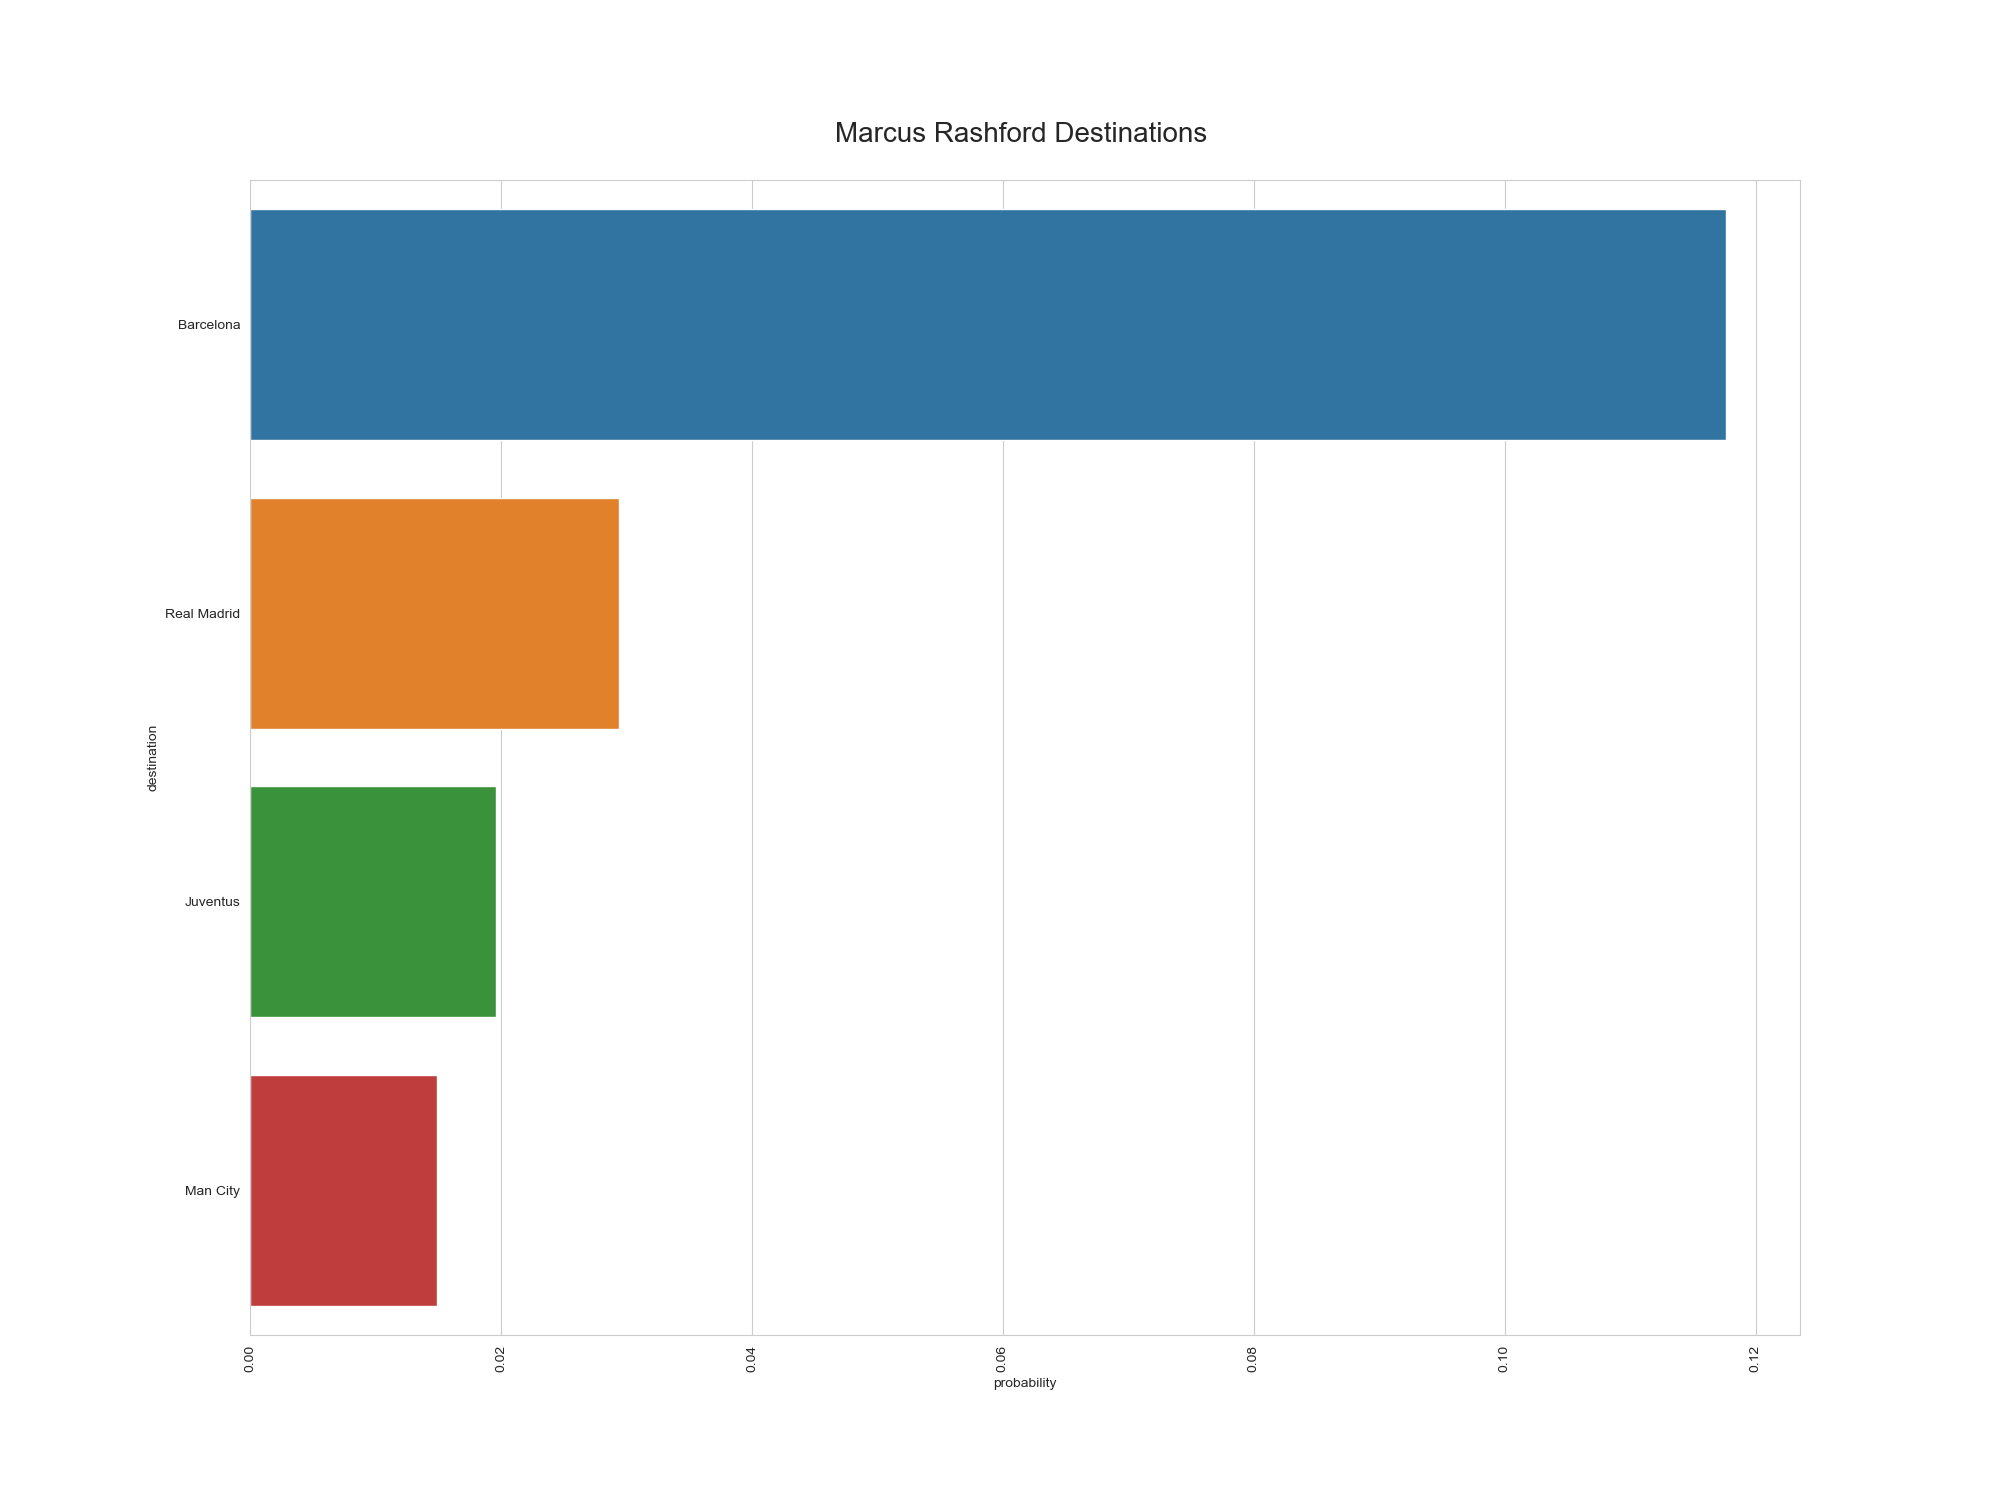 Marcus Rashford Destinations
Barcelona
Real Madrid
destination
Juventus
Man City
0.00 0.02 0.04 0.06 0.08 0.10 0.12
probability